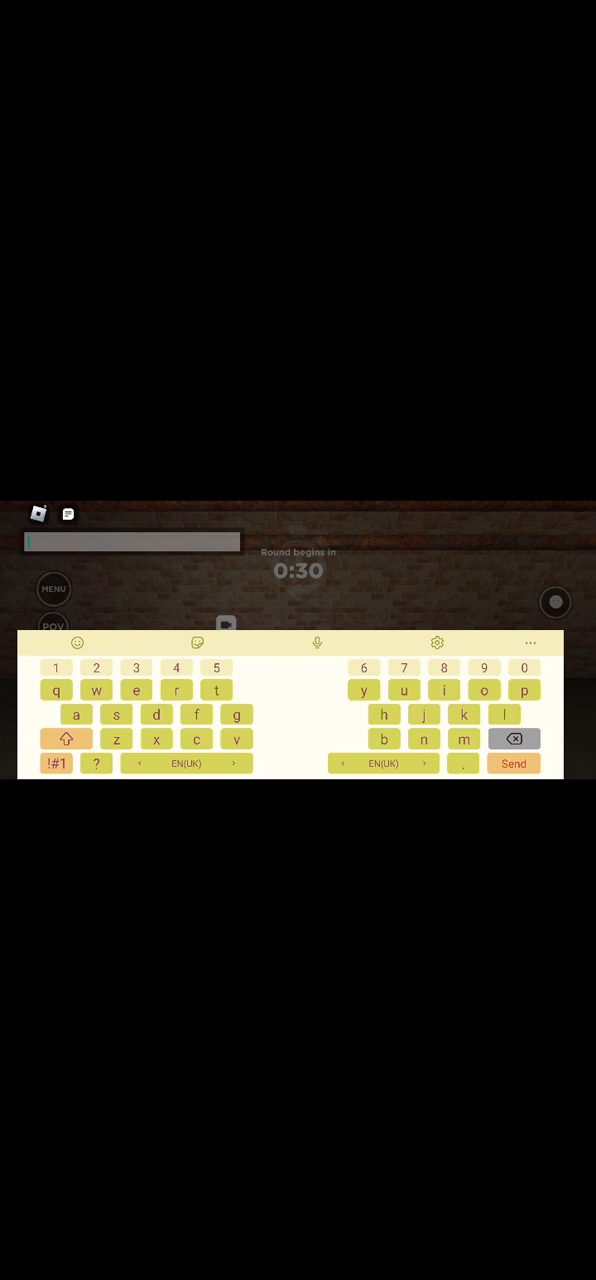 Round begins in
0:30
MENU
POV
1 2 3 4 5 6 7 8 9 0
q w e r t y u i o p
a s d f g h j k l
z x c v b n m
!#1 ? ‹ EN(UK) › ‹ EN(UK) › . Send